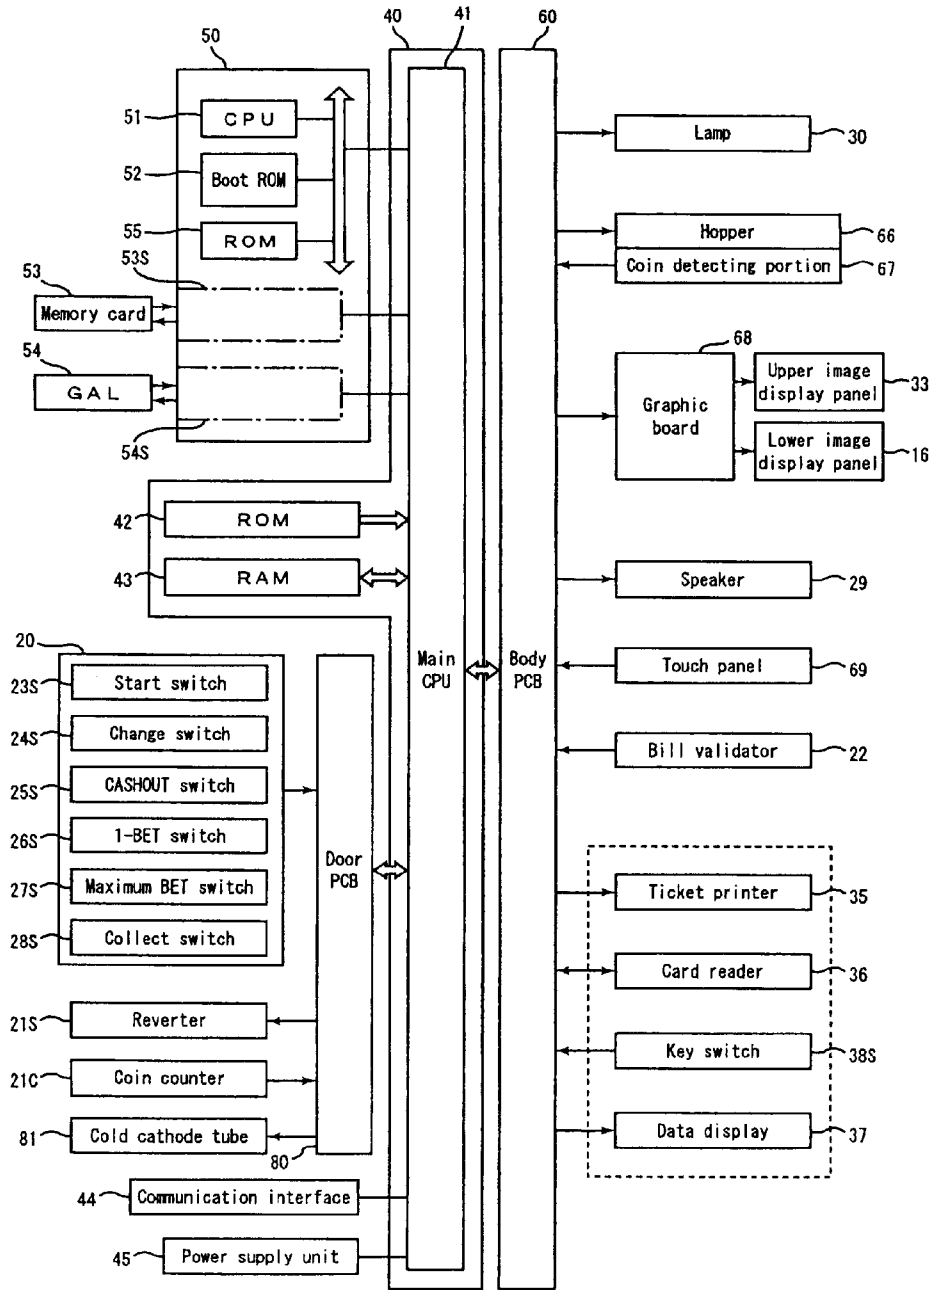 40
41
60
50
51
CPU
52
Boot ROM
55
ROM
53S
53
Memory card
54
GAL
54S
42
ROM
43
RAM
20
23S
Start switch
24S
Change switch
25S
CASHOUT switch
26S
1-BET switch
27S
Maximum BET switch
28S
Collect switch
21S
Reverter
21C
Coin counter
81
Cold cathode tube
80
Door
PCB
44
Communication interface
45
Power supply unit
Main
CPU
Body
PCB
Lamp
30
Hopper
66
Coin detecting portion
67
68
Graphic
board
Upper image
display panel
33
Lower image
display panel
16
Speaker
29
Touch panel
69
Bill validator
22
Ticket printer
35
Card reader
36
Key switch
38S
Data display
37